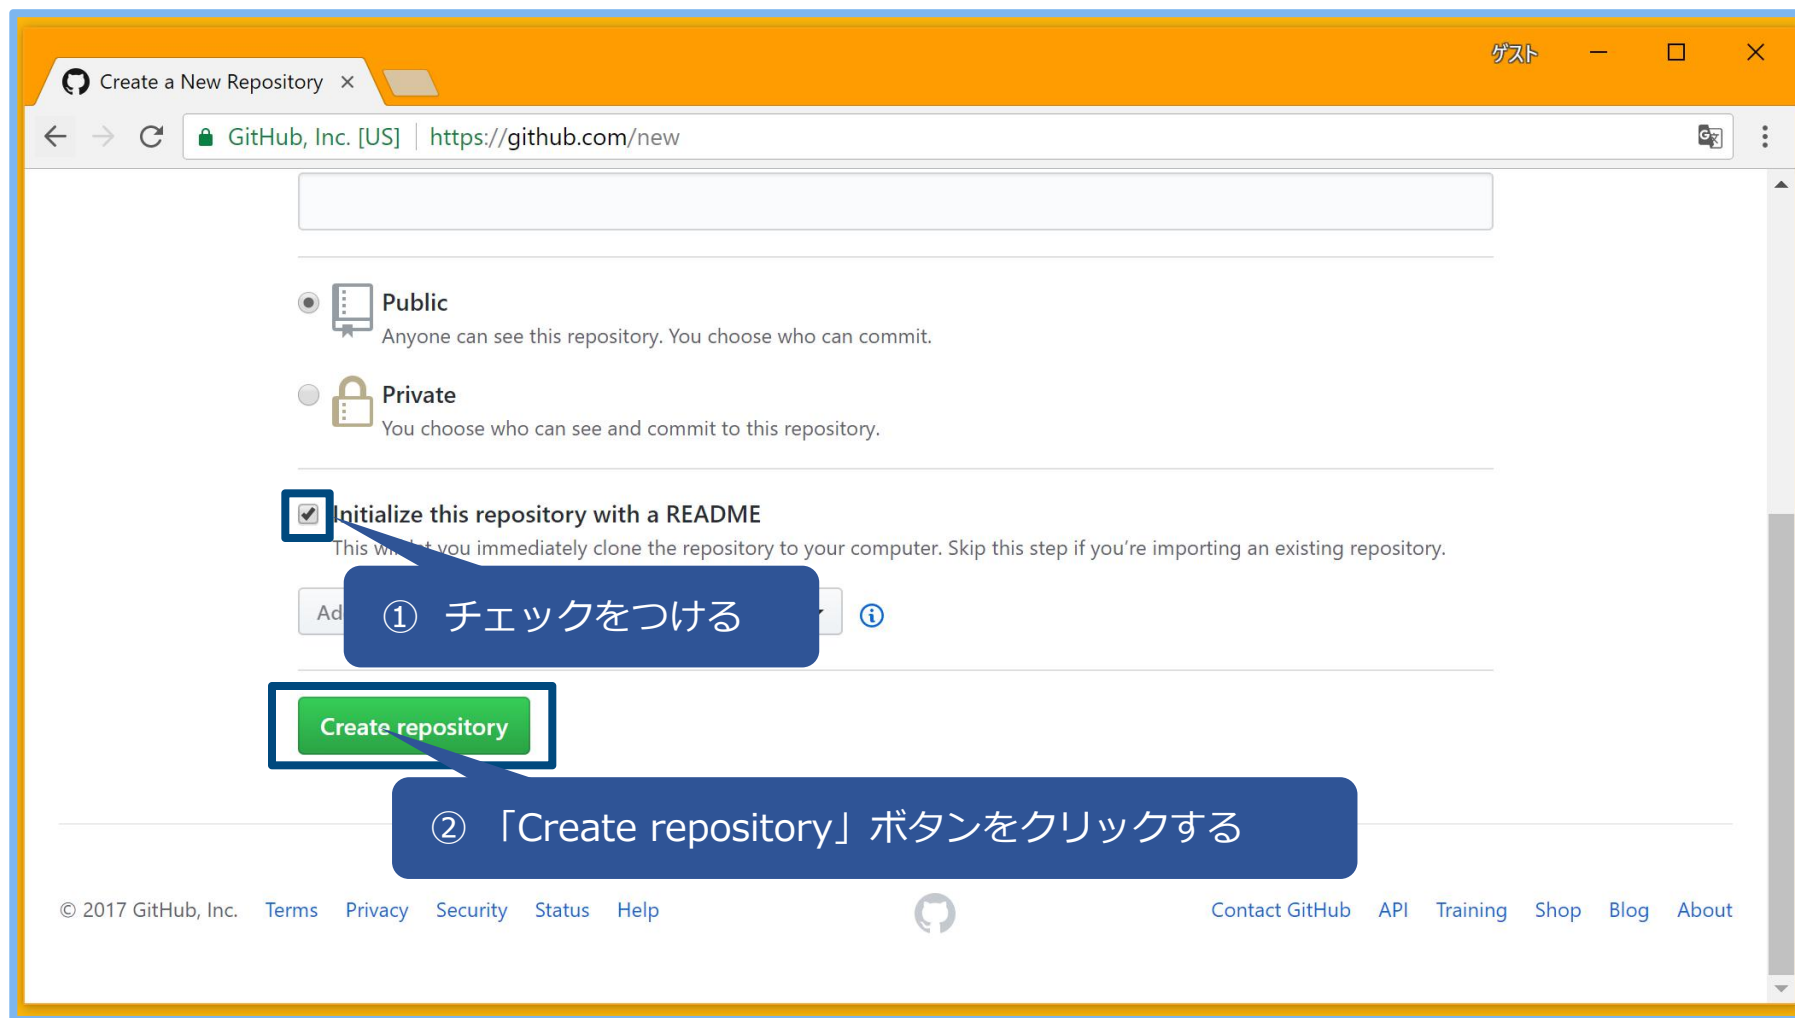 ゲスト
Create a New Repository
GitHub, Inc. [US] https://github.com/new
Public
Anyone can see this repository. You choose who can commit.
Private
You choose who can see and commit to this repository.
Initialize this repository with a README
This will let you immediately clone the repository to your computer. Skip this step if you’re importing an existing repository.
① チェックをつける
Create repository
② 「Create repository」ボタンをクリックする
© 2017 GitHub, Inc. Terms Privacy Security Status Help Contact GitHub API Training Shop Blog About